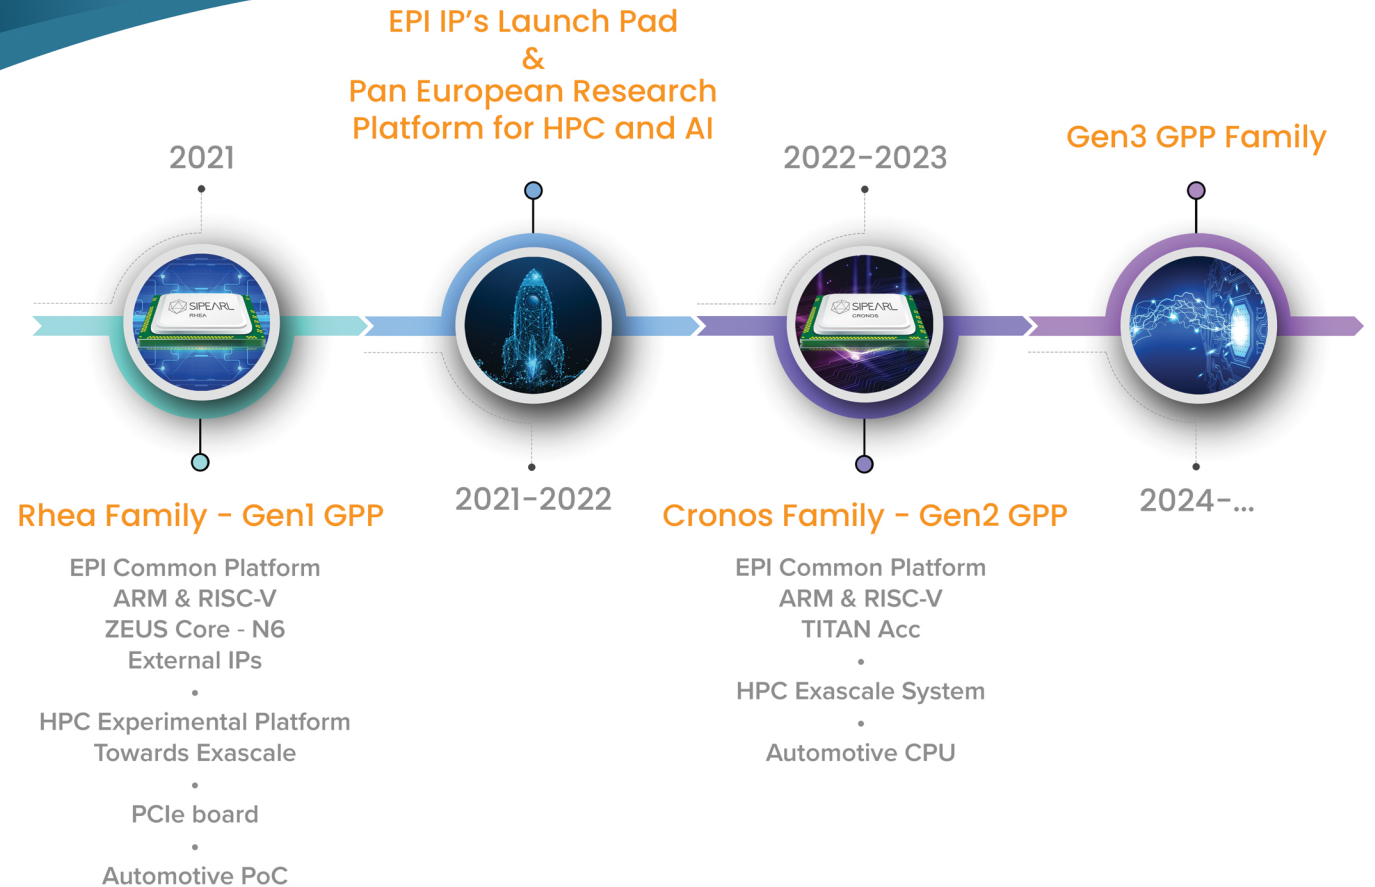 EPI IP's Launch Pad
&
Pan European Research
Platform for HPC and AI
2021
2022-2023
Gen3 GPP Family
SIPEARL
RHEA
SIPEARL
CRONOS
2021-2022
2024-...
Rhea Family - Gen1 GPP
EPI Common Platform
ARM & RISC-V
ZEUS Core - N6
External IPs
•
HPC Experimental Platform
Towards Exascale
•
PCIe board
•
Automotive PoC
Cronos Family - Gen2 GPP
EPI Common Platform
ARM & RISC-V
TITAN Acc
•
HPC Exascale System
•
Automotive CPU